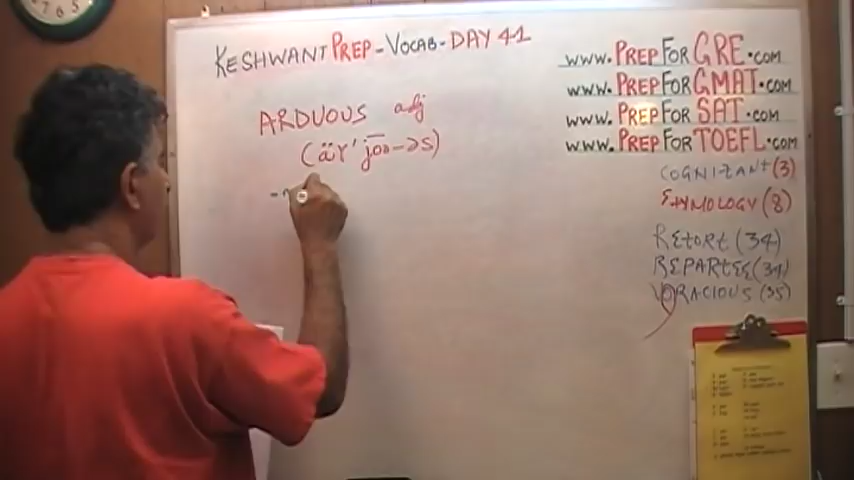 KESHWANT PREP - VOCAB - DAY 41
ARDUOUS adj
(är′ jo͞o-əs)
www.PREPFORGRE.com
www.PREPFORGMAT.com
www.PREPFORSAT.com
www.PREPFORTOEFL.com
COGNIZANT (3)
ETYMOLOGY (8)
RETORT (34)
REPARTEE (34)
VORACIOUS (35)